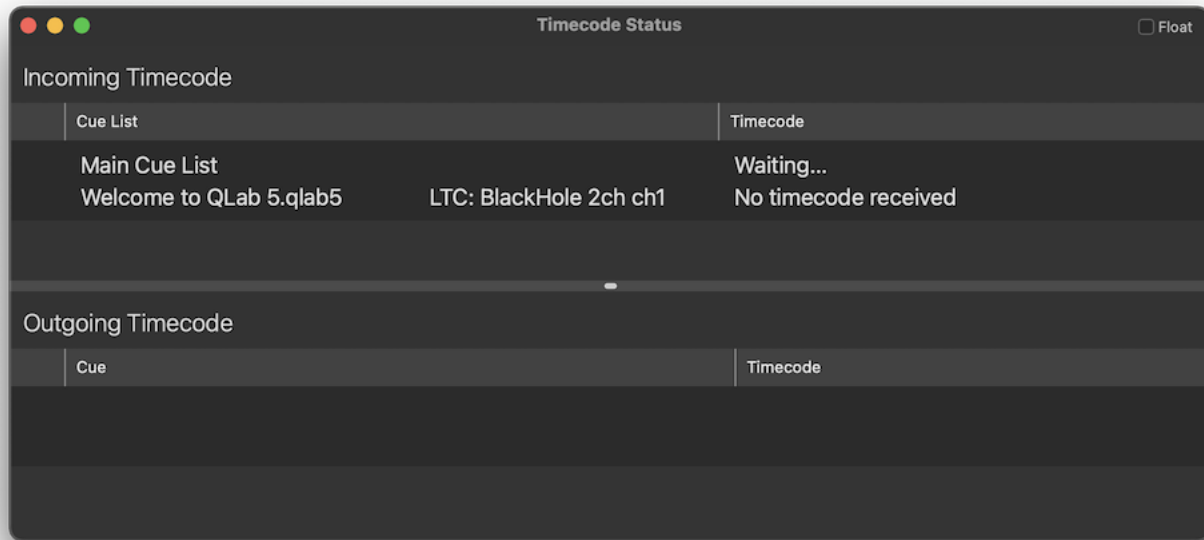 Timecode Status
Float
Incoming Timecode
Cue List Timecode
Main Cue List Waiting...
Welcome to QLab 5.qlab5 LTC: BlackHole 2ch ch1 No timecode received
Outgoing Timecode
Cue Timecode